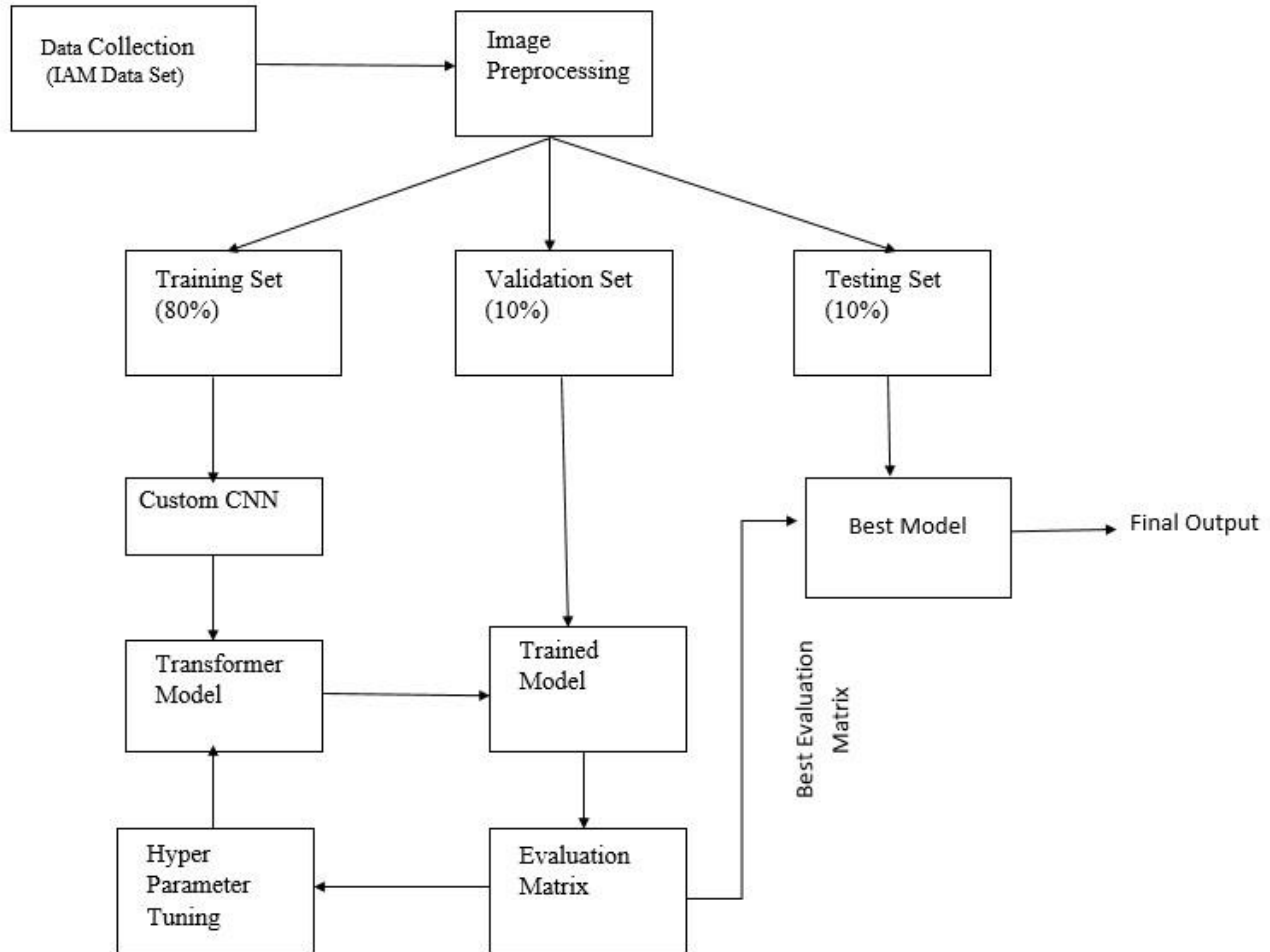 Data Collection
(IAM Data Set)
Image
Preprocessing
Training Set
(80%)
Validation Set
(10%)
Testing Set
(10%)
Custom CNN
Best Model
Final Output
Transformer
Model
Trained
Model
Best Evaluation
Matrix
Hyper
Parameter
Tuning
Evaluation
Matrix